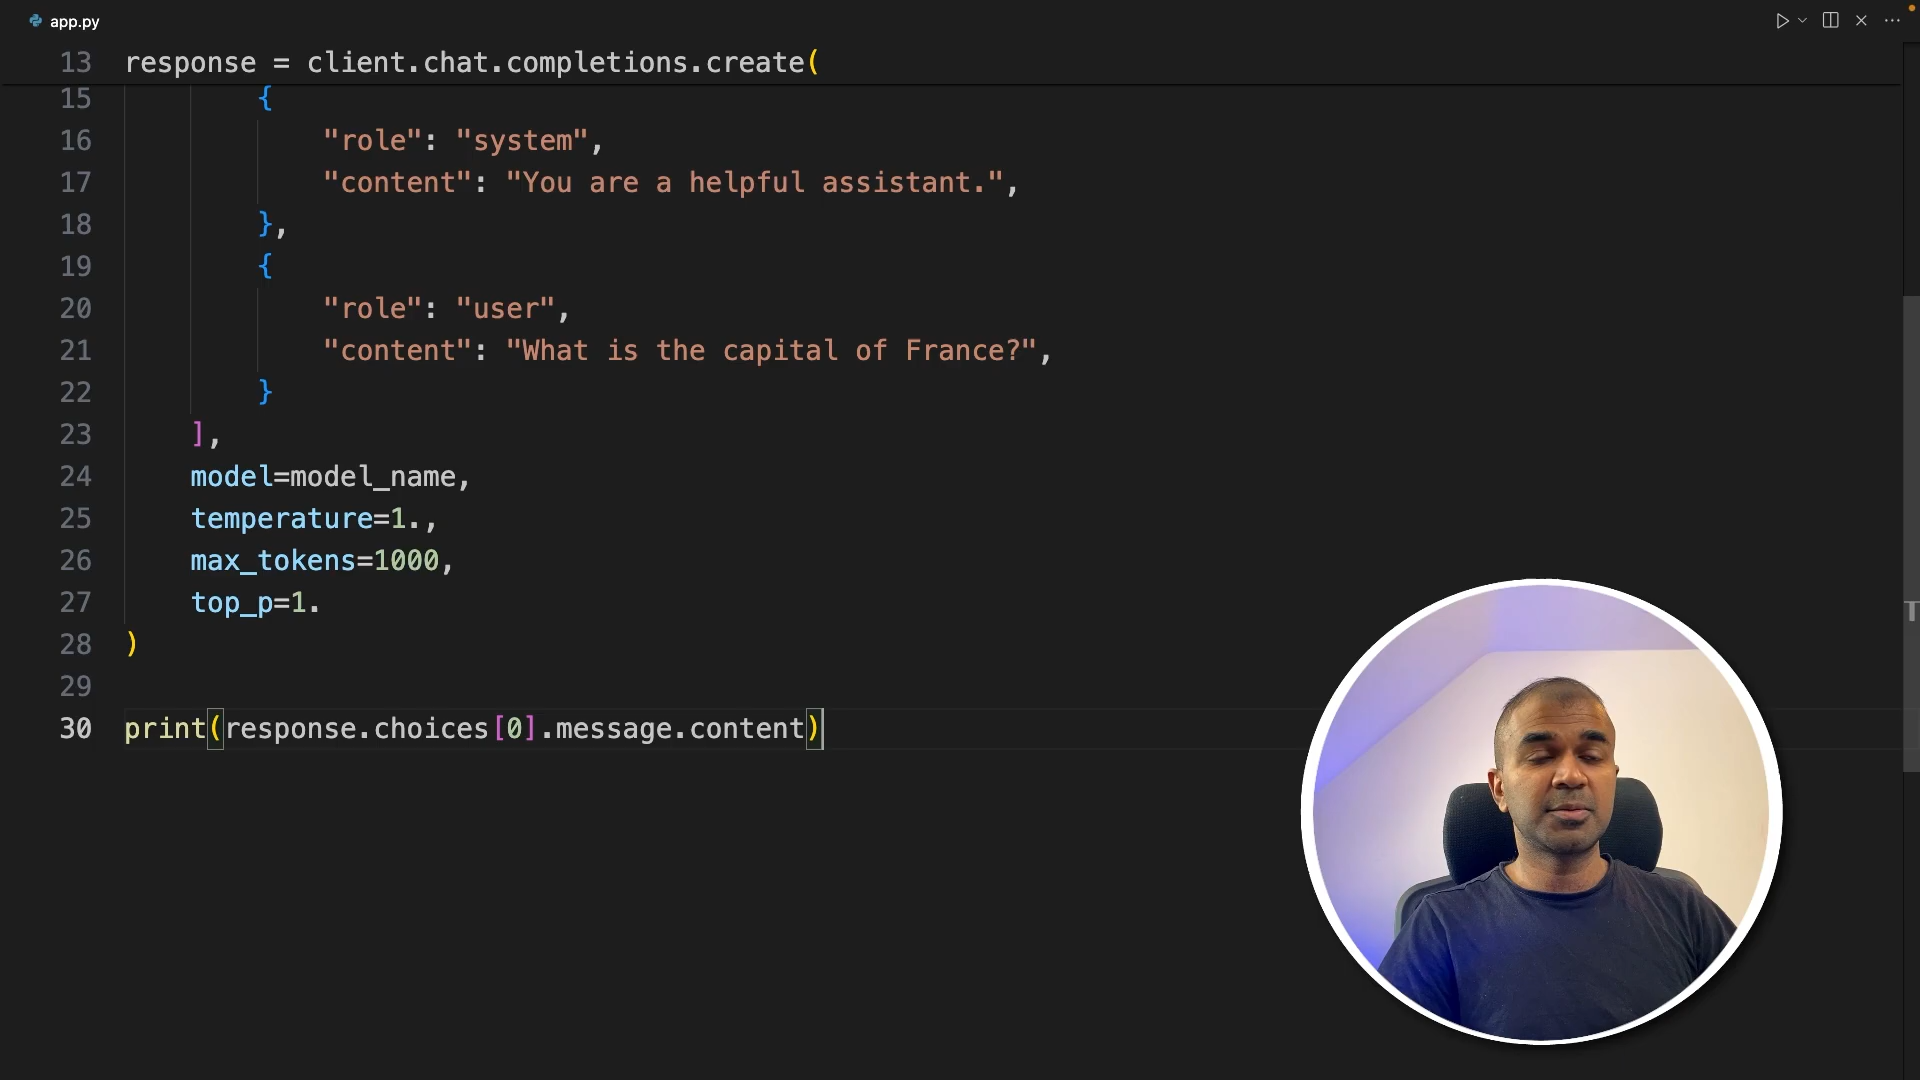 app.py
13 response = client.chat.completions.create(
15 {
16 "role": "system",
17 "content": "You are a helpful assistant.",
18 },
19 {
20 "role": "user",
21 "content": "What is the capital of France?",
22 }
23 ],
24 model=model_name,
25 temperature=1.,
26 max_tokens=1000,
27 top_p=1.
28 )
29
30 print(response.choices[0].message.content)